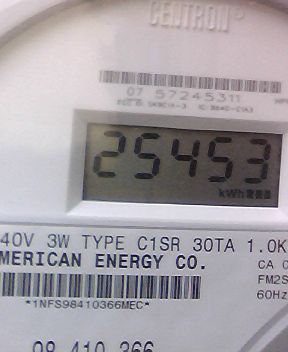 CENTRON
07 57245311
25453
kWh
40V 3W TYPE C1SR 30TA 1.0K
MERICAN ENERGY CO.
CA 0
FM2S
60Hz
*1NFS98410366MEC*
98 410 366